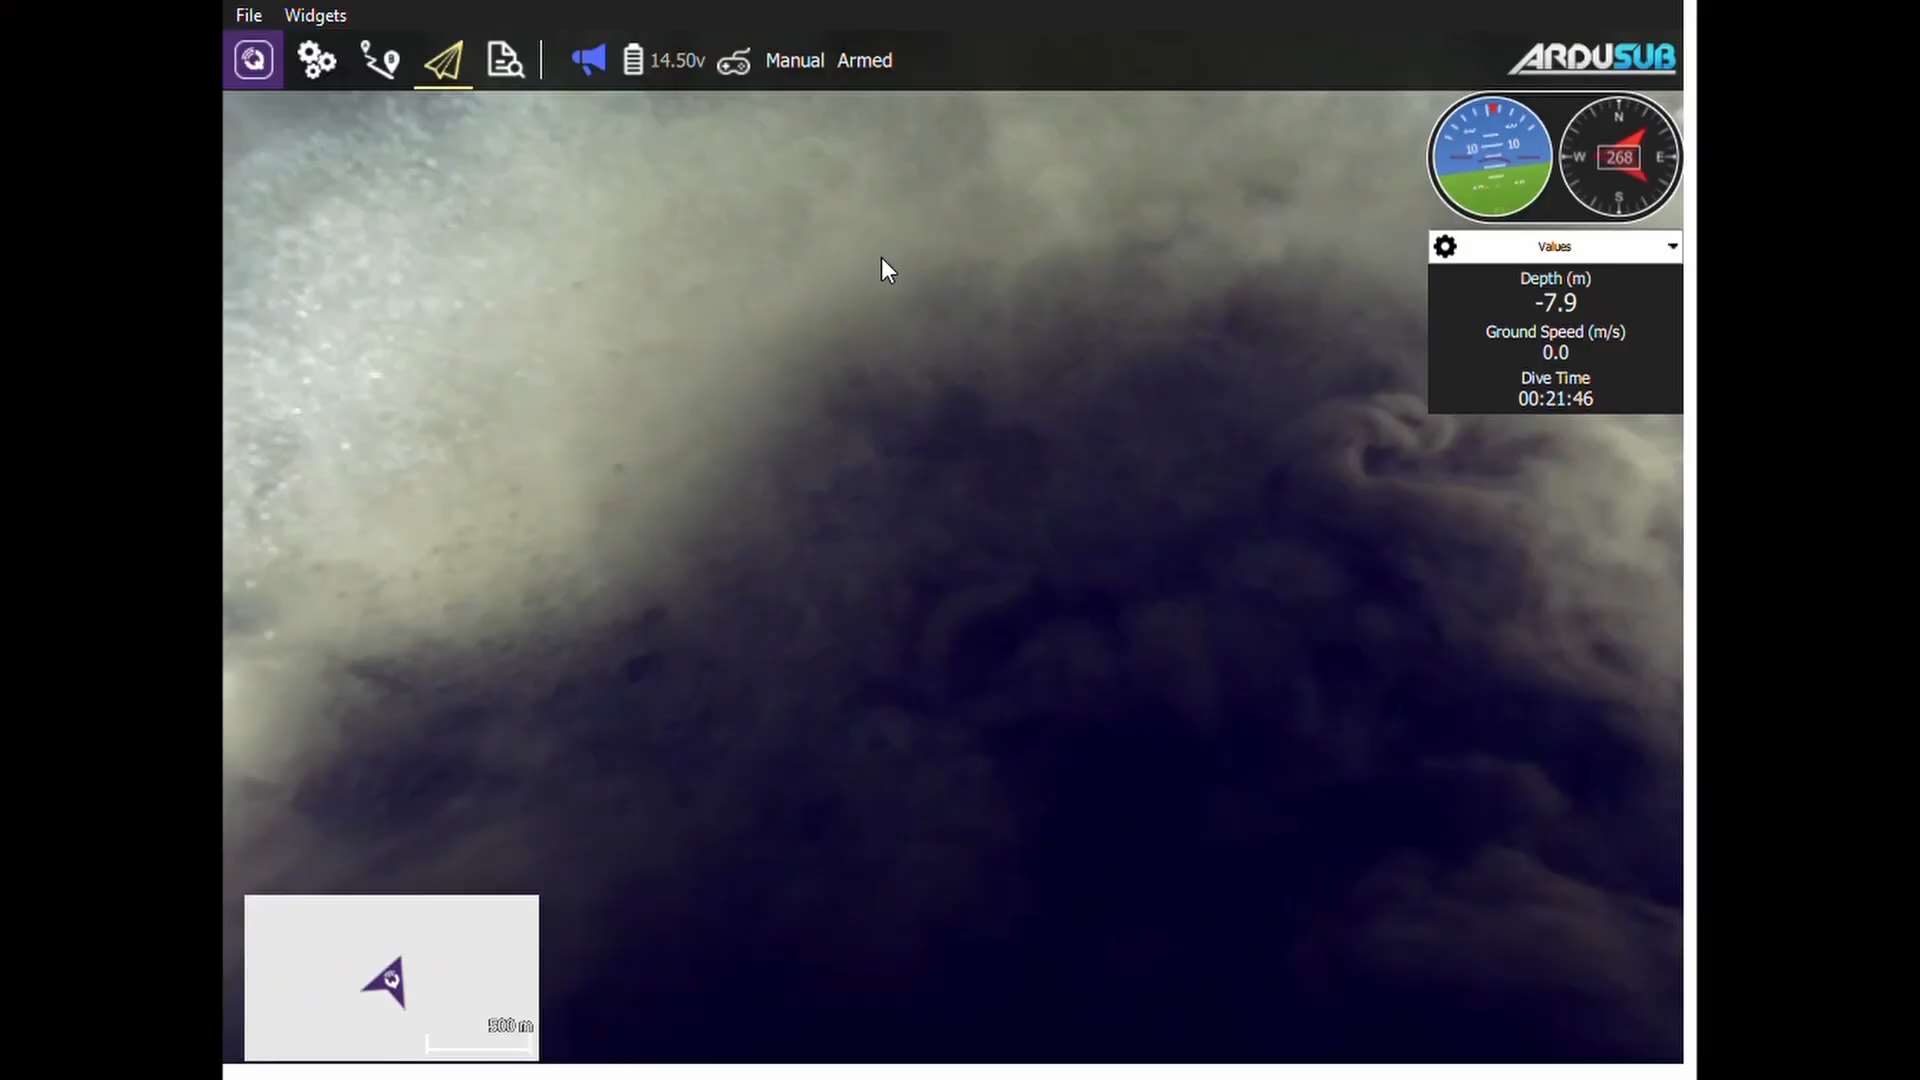 File Widgets
14.50v Manual Armed
ARDUSUB
10 10
N
W 268 E
S
Values
Depth (m)
-7.9
Ground Speed (m/s)
0.0
Dive Time
00:21:46
500 m